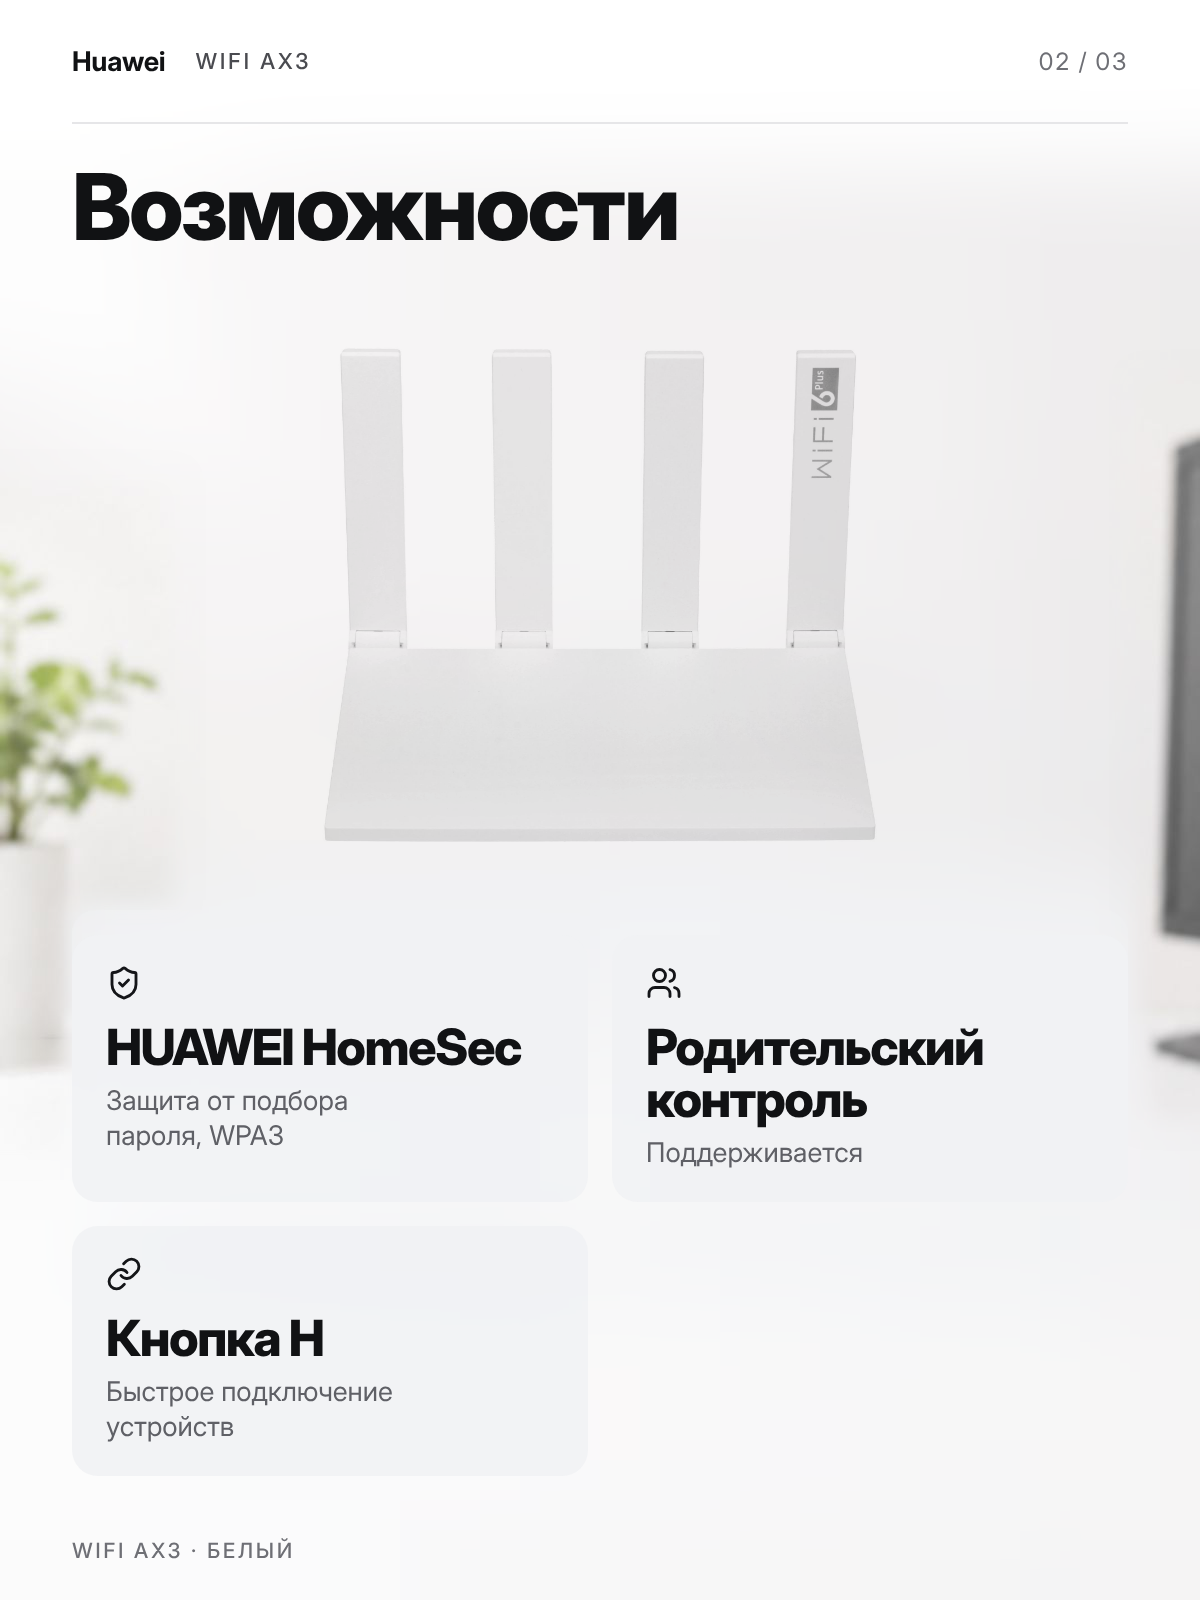 Huawei WIFI AX3 02 / 03
Возможности
WiFi 6 Plus
HUAWEI HomeSec
Защита от подбора
пароля, WPA3
Родительский
контроль
Поддерживается
Кнопка H
Быстрое подключение
устройств
WIFI AX3 · БЕЛЫЙ